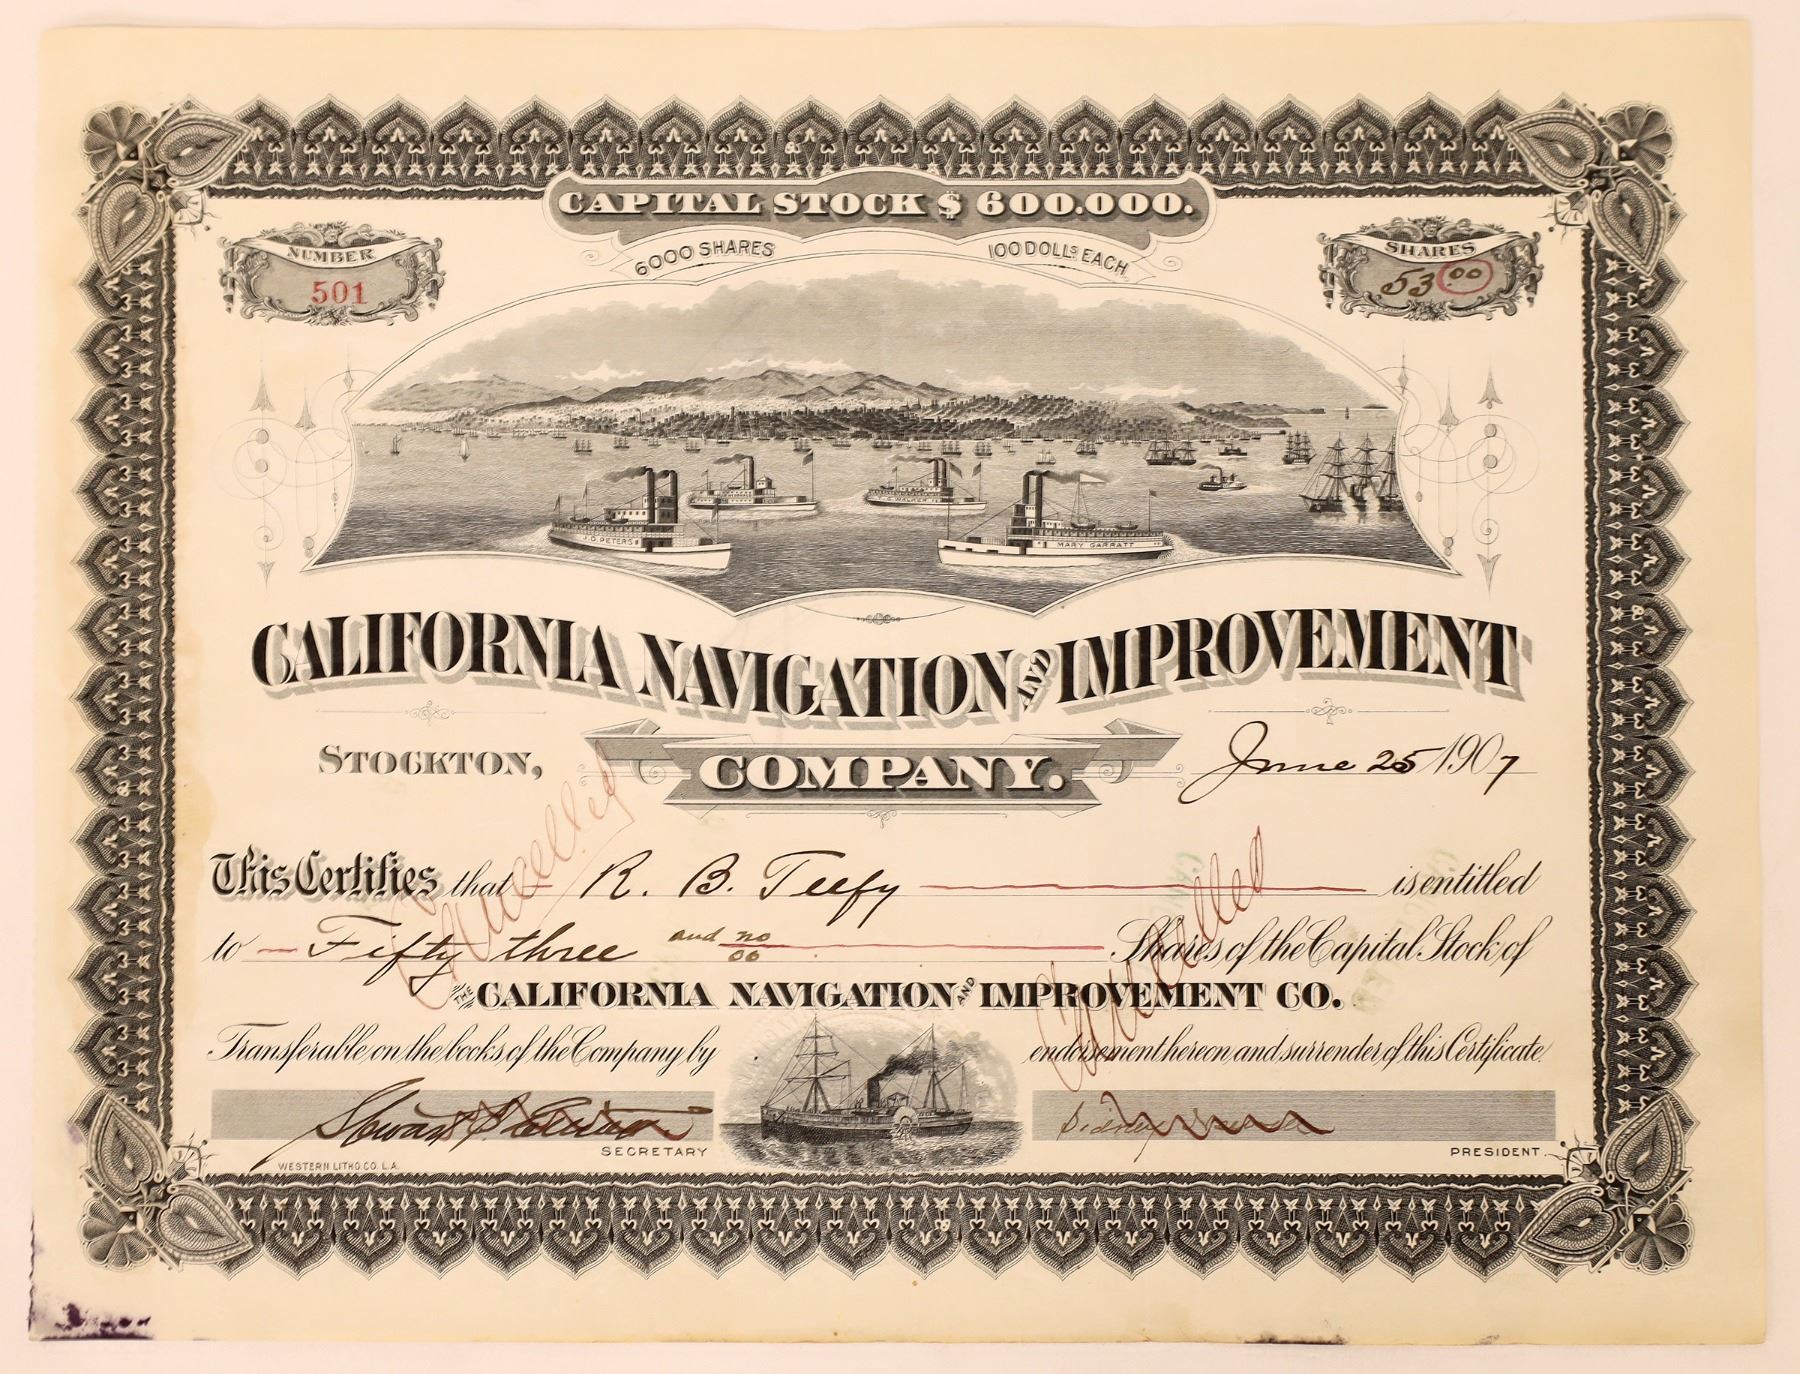 CAPITAL STOCK $ 600.000.
6000 SHARES 100 DOLLS EACH
NUMBER
501
SHARES
53 00
J.D. PETERS
T.C. WALKER
MARY GARRATT
CALIFORNIA NAVIGATION AND IMPROVEMENT
COMPANY.
STOCKTON, June 25 1907
This Certifies that R. B. Teefy is entitled
to Fifty three and no/00 Shares of the Capital Stock of
THE CALIFORNIA NAVIGATION AND IMPROVEMENT CO.
Transferable on the books of the Company by endorsement hereon and surrender of this Certificate
Cancelled
Cancelled
SECRETARY
Sidney
PRESIDENT.
WESTERN LITHO. CO. L.A.